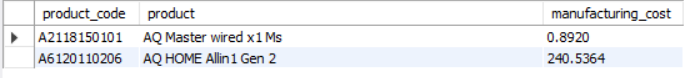 product_code product manufacturing_cost
A2118150101 AQ Master wired x1 Ms 0.8920
A6120110206 AQ HOME Allin1 Gen 2 240.5364